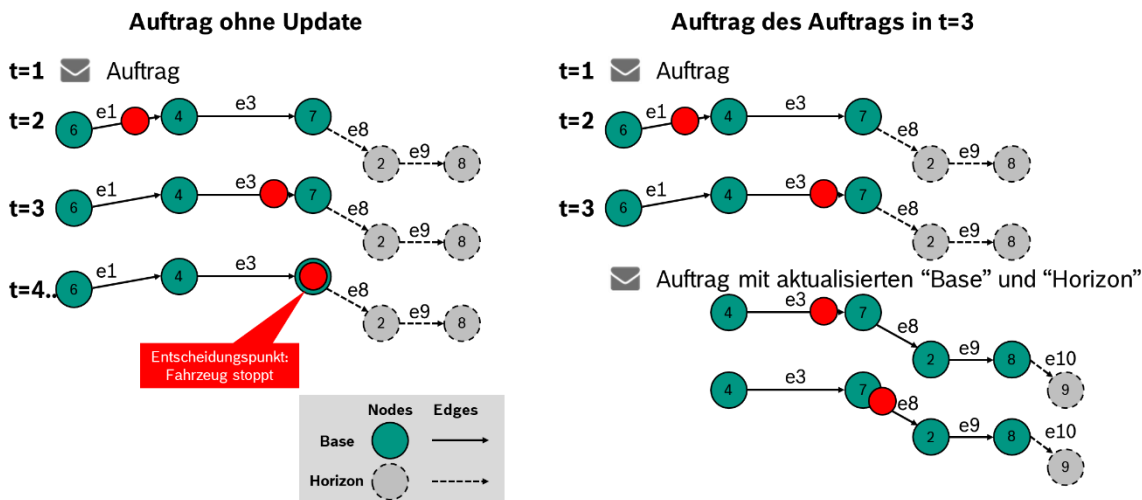 Auftrag ohne Update
t=1 Auftrag
t=2
e1
e3
e8
e9
6
4
7
2
8
t=3
e1
e3
e8
e9
6
4
7
2
8
t=4..
e1
e3
e8
e9
6
4
7
2
8
Entscheidungspunkt:
Fahrzeug stoppt
Nodes Edges
Base
Horizon
Auftrag des Auftrags in t=3
t=1 Auftrag
t=2
e1
e3
e8
e9
6
4
7
2
8
t=3
e1
e3
e8
e9
6
4
7
2
8
Auftrag mit aktualisierten “Base” und “Horizon”
e3
e8
e9
e10
4
7
2
8
9
e3
e8
e9
e10
4
7
2
8
9